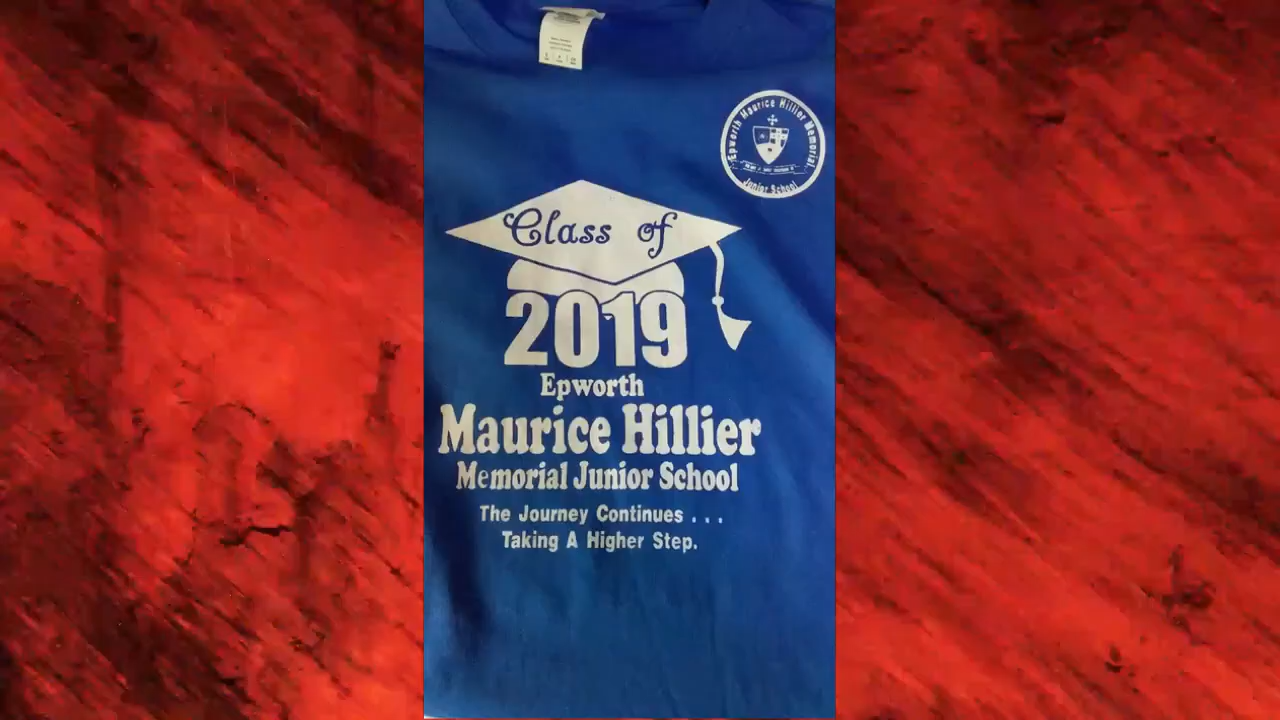 Epworth Maurice Hillier Memorial
Junior School
Class of
2019
Epworth
Maurice Hillier
Memorial Junior School
The Journey Continues . . .
Taking A Higher Step.